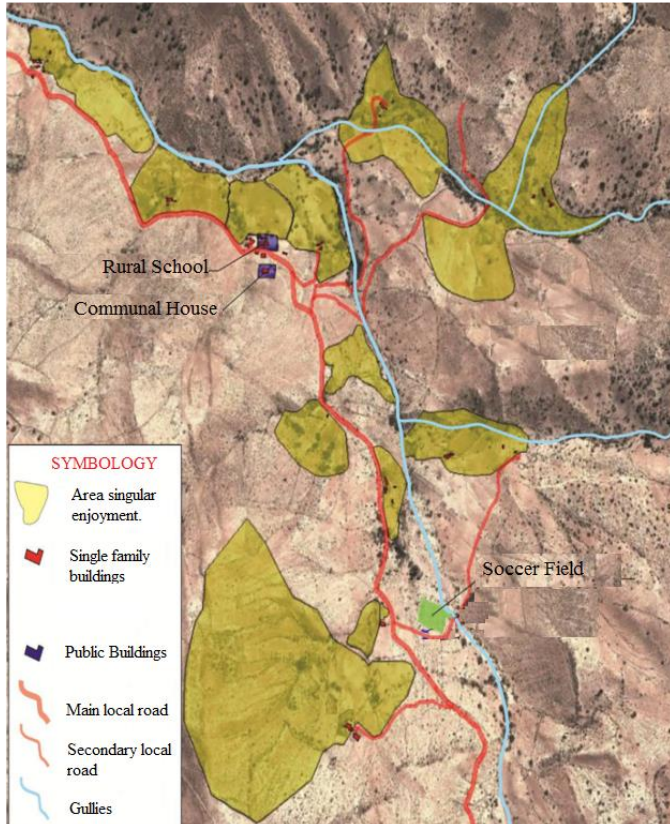 Rural School
Communal House
Soccer Field
SYMBOLOGY
Area singular
enjoyment.
Single family
buildings
Public Buildings
Main local road
Secondary local
road
Gullies